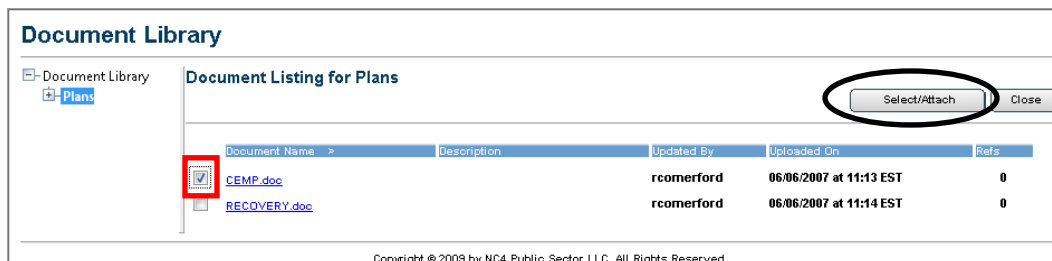 Document Library
Document Library
Plans
Document Listing for Plans
Select/Attach Close
Document Name > Description Updated By Uploaded On Refs
CEMP.doc rcomerford 06/06/2007 at 11:13 EST 0
RECOVERY.doc rcomerford 06/06/2007 at 11:14 EST 0
Copyright © 2009 by NC4 Public Sector LLC. All Rights Reserved